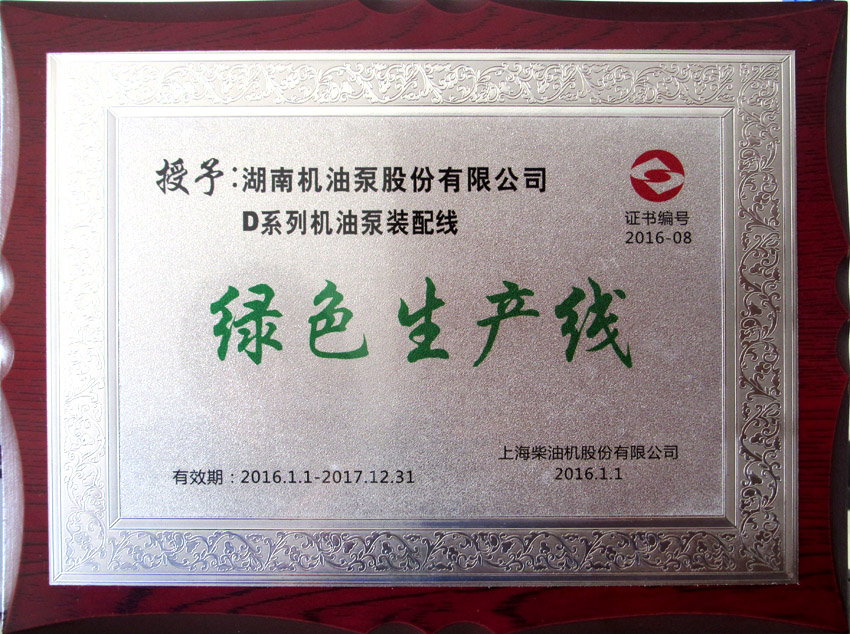 授予:湖南机油泵股份有限公司
D系列机油泵装配线
证书编号
2016-08
绿色生产线
上海柴油机股份有限公司
2016.1.1
有效期:2016.1.1-2017.12.31